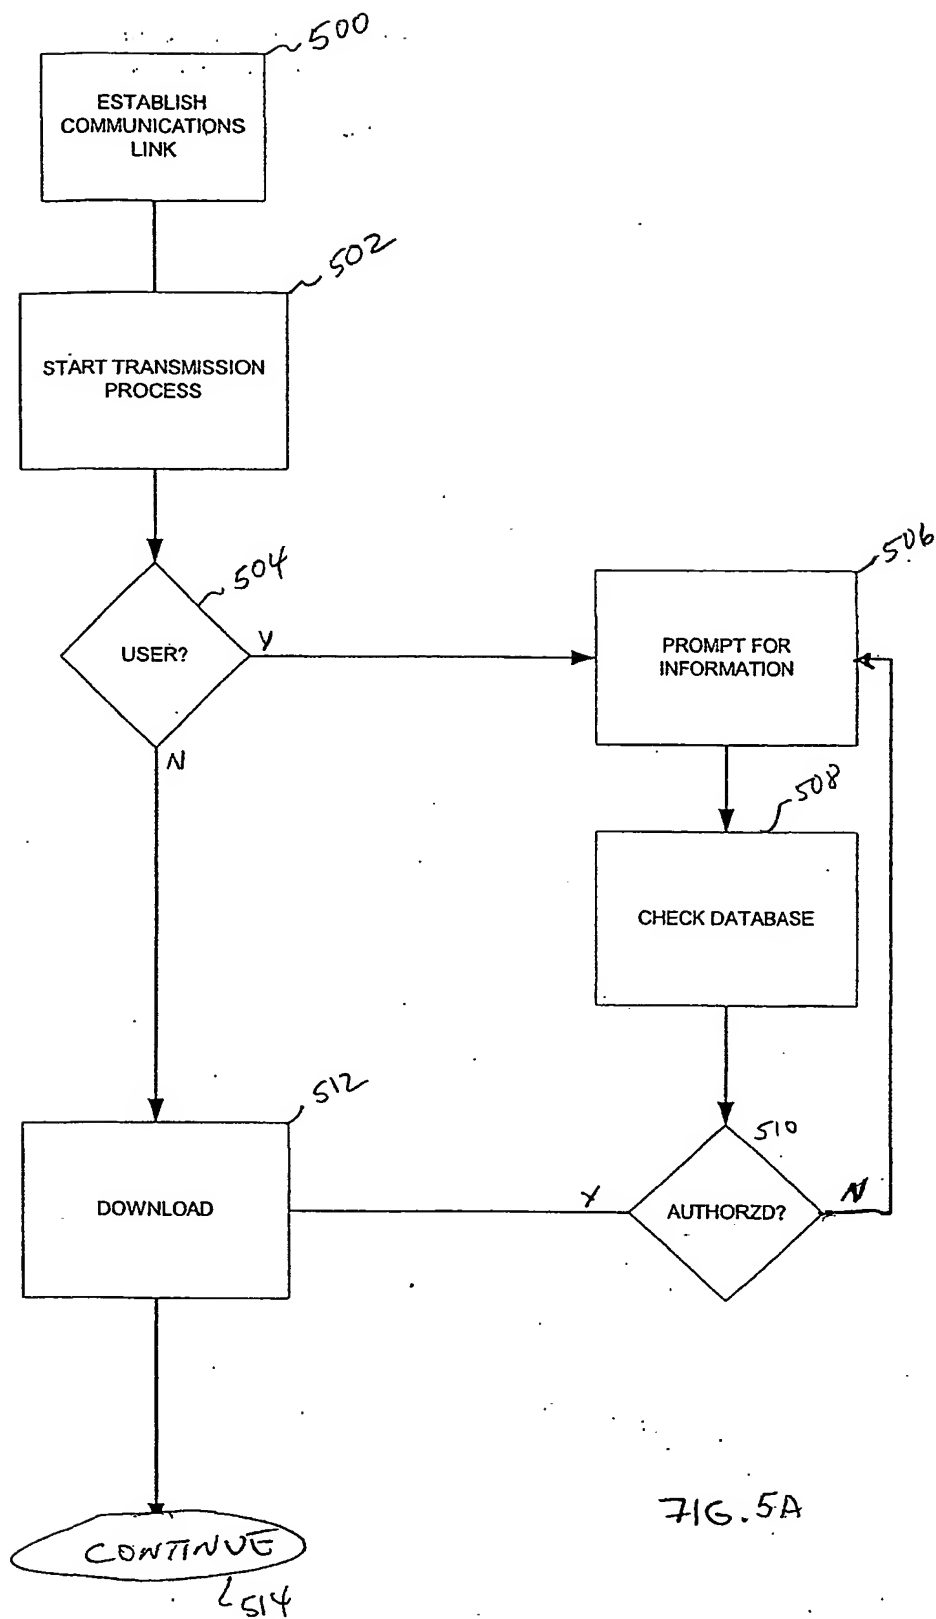 500
ESTABLISH
COMMUNICATIONS
LINK
502
START TRANSMISSION
PROCESS
504
USER?
Y
N
506
PROMPT FOR
INFORMATION
508
CHECK DATABASE
510
AUTHORZD?
Y
N
512
DOWNLOAD
CONTINUE
514
FIG. 5A